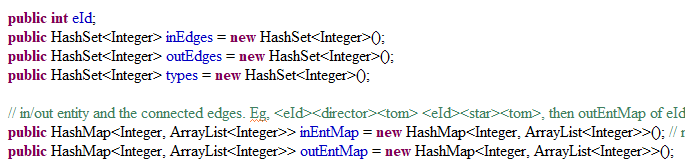 public int eId;
public HashSet<Integer> inEdges = new HashSet<Integer>();
public HashSet<Integer> outEdges = new HashSet<Integer>();
public HashSet<Integer> types = new HashSet<Integer>();
// in/out entity and the connected edges. Eg, <eId><director><tom> <eId><star><tom>, then outEntMap of eId
public HashMap<Integer, ArrayList<Integer>> inEntMap = new HashMap<Integer, ArrayList<Integer>>(); //
public HashMap<Integer, ArrayList<Integer>> outEntMap = new HashMap<Integer, ArrayList<Integer>>();